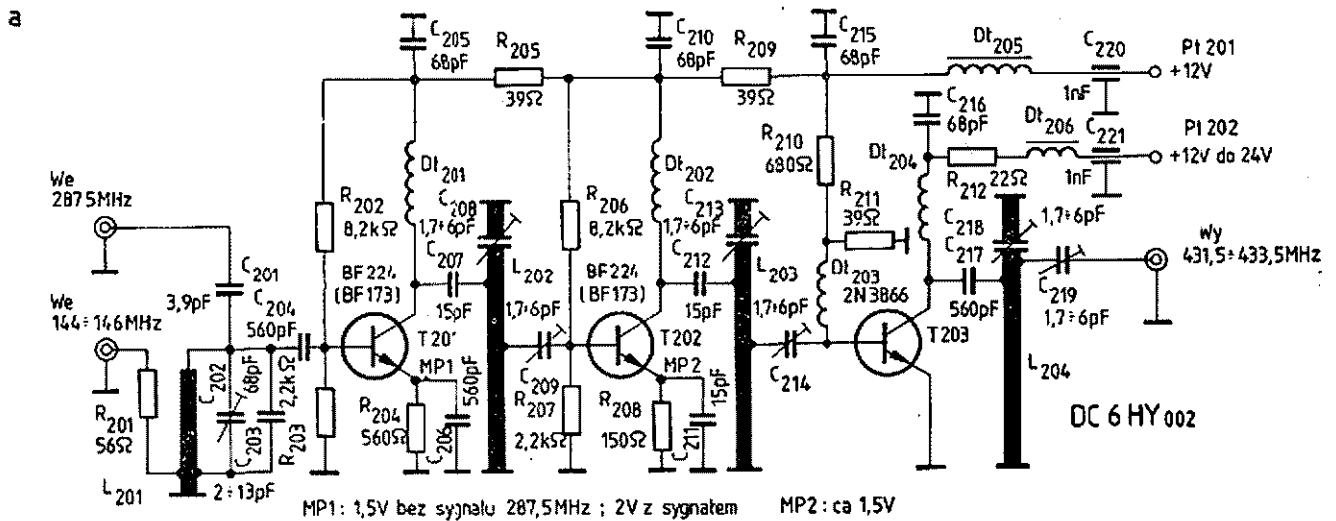 a
C205
68pF
R205
39Ω
C210
68pF
R209
39Ω
C215
68pF
Dt205
C220
1nF
Pt 201
+12V
C216
68pF
Dt206
C221
1nF
Pt 202
+12V do 24V
R212
22Ω
R210
680Ω
Dt204
R211
39Ω
We
2875MHz
R202
8,2kΩ
Dt201
C208
1,7÷6pF
R206
8,2kΩ
Dt202
C213
1,7÷6pF
C218
1,7÷6pF
Wy
431,5÷433,5MHz
C201
3,9pF
C204
560pF
BF224
(BF173)
C207
15pF
L202
BF224
(BF173)
C212
15pF
L203
Dt203
2N3866
C217
560pF
C219
1,7÷6pF
We
144÷146MHz
T201
MP1
1,7÷6pF
C209
T202
MP2
1,7÷6pF
C214
T203
L204
R201
56Ω
C202
68pF
C203
2÷13pF
2,2kΩ
R203
R204
560Ω
560pF
C206
R207
2,2kΩ
R208
150Ω
15pF
C211
DC 6 HY 002
L201
MP1: 1,5V bez sygnału 287,5MHz ; 2V z sygnałem MP2: ca 1,5V